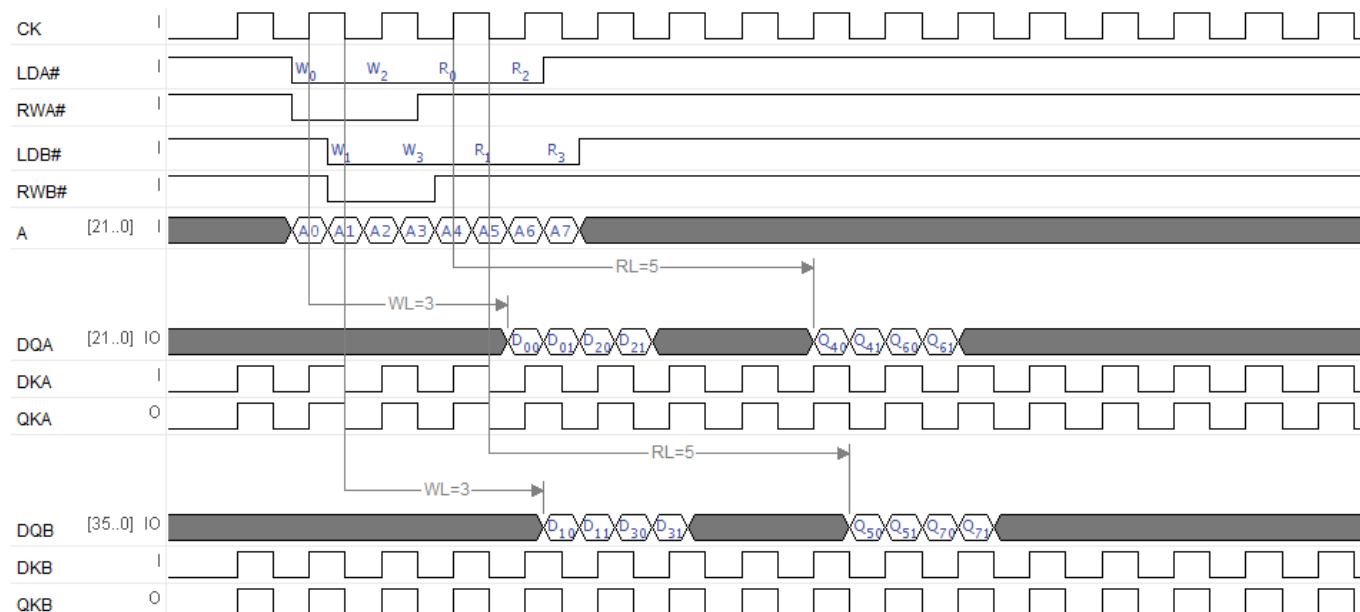 CK I
LDA# I W0 W2 R0 R2
RWA# I
LDB# I W1 W3 R1 R3
RWB# I
A [21..0] I A0 A1 A2 A3 A4 A5 A6 A7
RL=5
WL=3
DQA [21..0] IO D00 D01 D20 D21 Q40 Q41 Q60 Q61
DKA I
QKA O
RL=5
WL=3
DQB [35..0] IO D10 D11 D30 D31 Q50 Q51 Q70 Q71
DKB I
QKB O